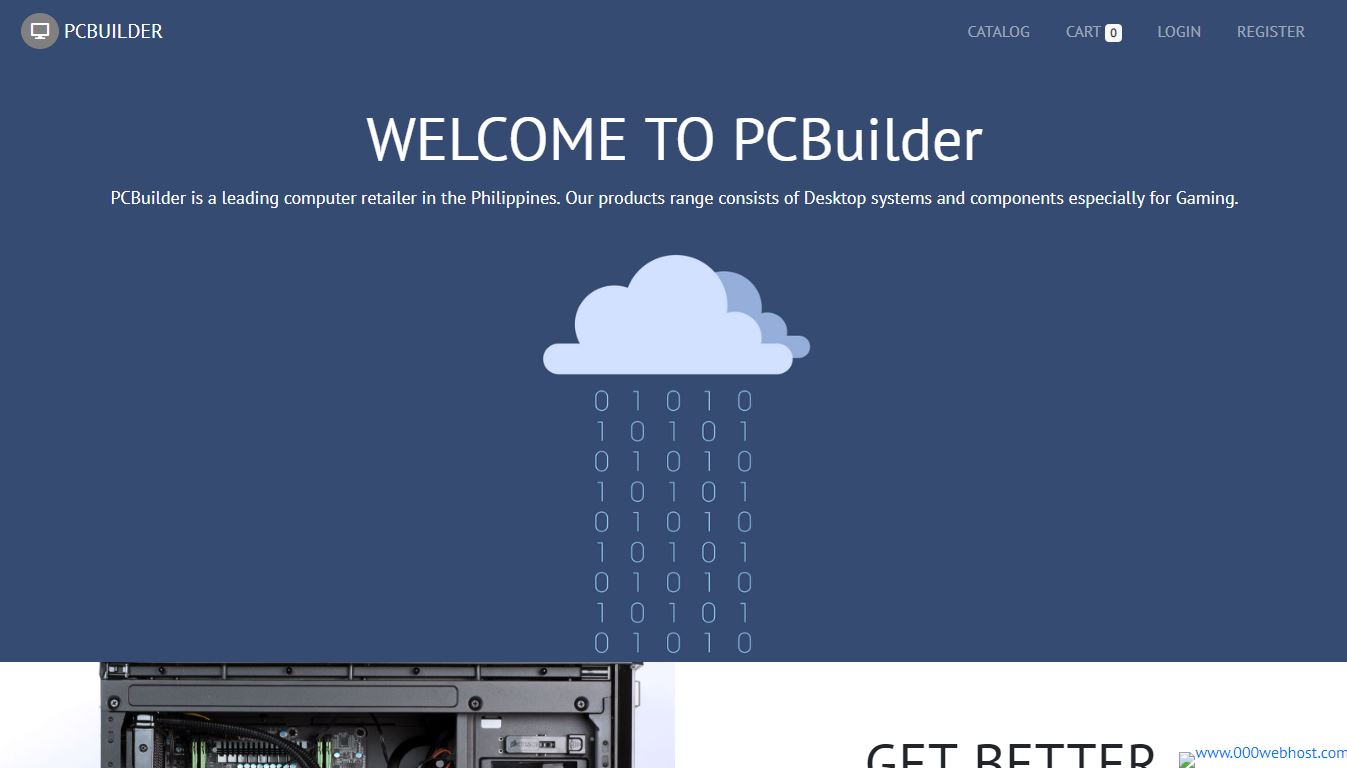 PCBUILDER
CATALOG
CART 0
LOGIN
REGISTER
WELCOME TO PCBuilder
PCBuilder is a leading computer retailer in the Philippines. Our products range consists of Desktop systems and components especially for Gaming.
0 1 0 1 0
1 0 1 0 1
0 1 0 1 0
1 0 1 0 1
0 1 0 1 0
1 0 1 0 1
0 1 0 1 0
1 0 1 0 1
0 1 0 1 0
GET BETTER
www.000webhost.com